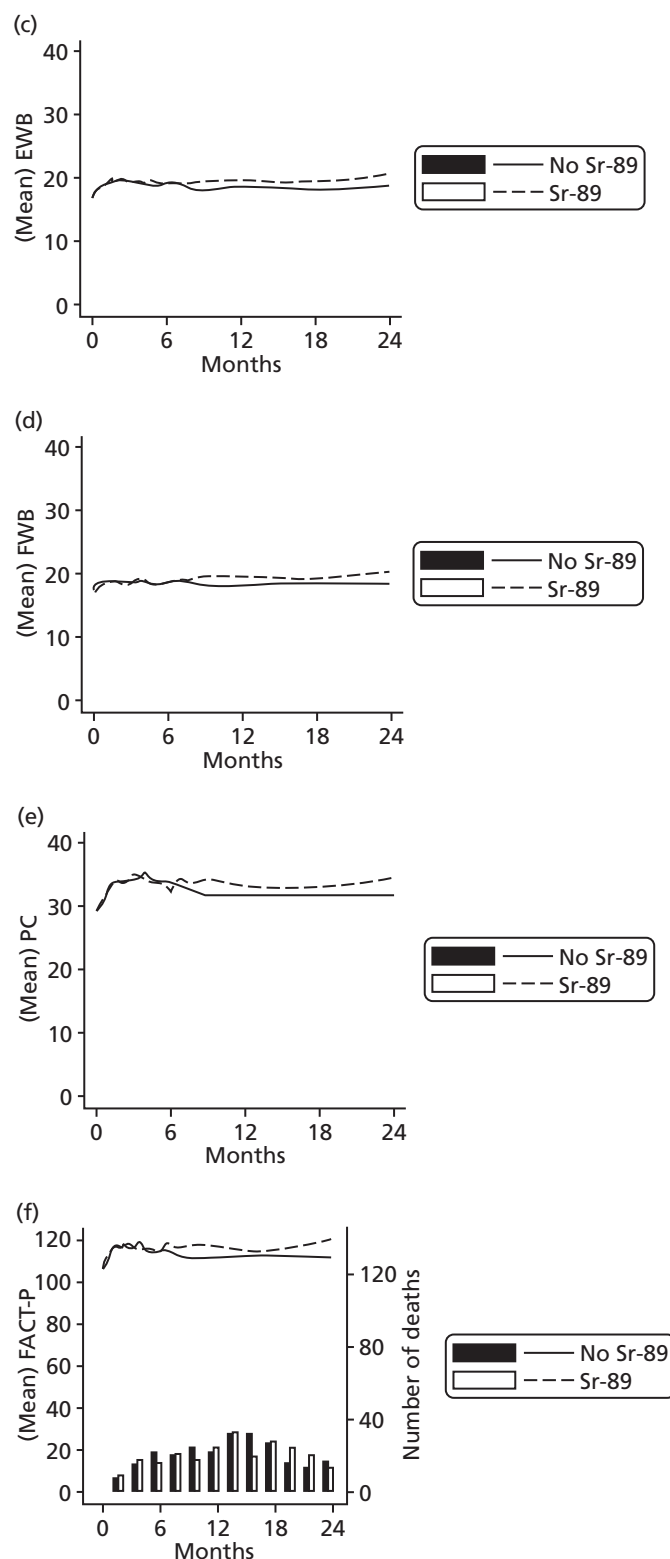 (c)
40
30
20
10
0
(Mean) EWB
0 6 12 18 24
Months
No Sr-89
Sr-89
(d)
40
30
20
10
0
(Mean) FWB
0 6 12 18 24
Months
No Sr-89
Sr-89
(e)
40
30
20
10
0
(Mean) PC
0 6 12 18 24
Months
No Sr-89
Sr-89
(f)
120
100
80
60
40
20
0
(Mean) FACT-P
120
80
40
0
Number of deaths
0 6 12 18 24
Months
No Sr-89
Sr-89